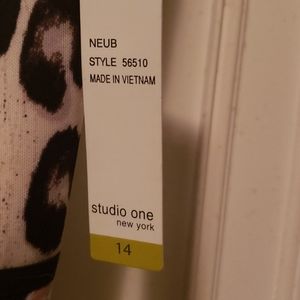 NEUB
STYLE 56510
MADE IN VIETNAM
studio one
new york
14